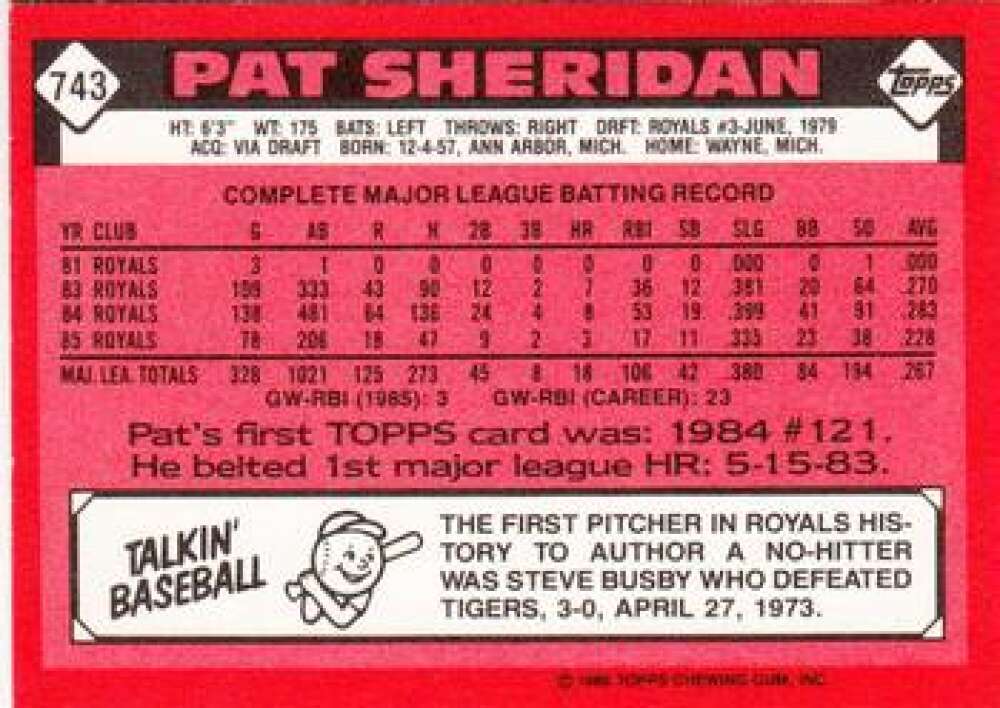 743
PAT SHERIDAN
TOPPS
HT: 6'3" WT: 175 BATS: LEFT THROWS: RIGHT DRFT: ROYALS #3-JUNE, 1979
ACQ: VIA DRAFT BORN: 12-4-57, ANN ARBOR, MICH. HOME: WAYNE, MICH.
COMPLETE MAJOR LEAGUE BATTING RECORD
YR CLUB G AB R H 2B 3B HR RBI SB SLG BB SO AVG
81 ROYALS 3 1 0 0 0 0 0 0 0 .000 0 1 .000
83 ROYALS 109 333 43 90 12 2 7 36 12 .381 20 64 .270
84 ROYALS 138 481 64 136 24 4 8 53 19 .399 41 91 .283
85 ROYALS 78 206 18 47 9 2 3 17 11 .335 23 38 .228
MAJ. LEA. TOTALS 328 1021 125 273 45 8 18 106 42 .380 84 194 .267
GW-RBI (1985): 3 GW-RBI (CAREER): 23
Pat's first TOPPS card was: 1984 #121.
He belted 1st major league HR: 5-15-83.
TALKIN'
BASEBALL
THE FIRST PITCHER IN ROYALS HIS-
TORY TO AUTHOR A NO-HITTER
WAS STEVE BUSBY WHO DEFEATED
TIGERS, 3-0, APRIL 27, 1973.
© 1986 TOPPS CHEWING GUM, INC.